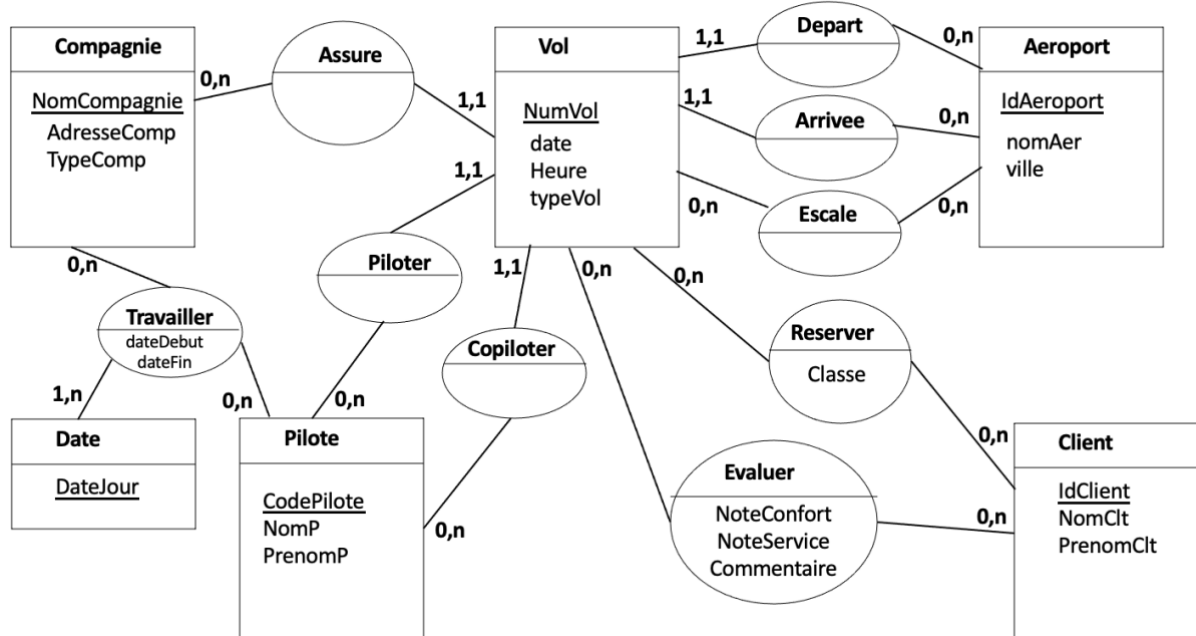 Compagnie
NomCompagnie
AdresseComp
TypeComp
Assure
0,n
1,1
Vol
NumVol
date
Heure
typeVol
1,1
Depart
0,n
1,1
Arrivee
0,n
0,n
Escale
0,n
Aeroport
IdAeroport
nomAer
ville
0,n
Travailler
dateDebut
dateFin
1,n
0,n
1,1
Piloter
0,n
1,1
Copiloter
0,n
Date
DateJour
Pilote
CodePilote
NomP
PrenomP
0,n
Evaluer
NoteConfort
NoteService
Commentaire
0,n
0,n
Reserver
Classe
0,n
Client
IdClient
NomClt
PrenomClt